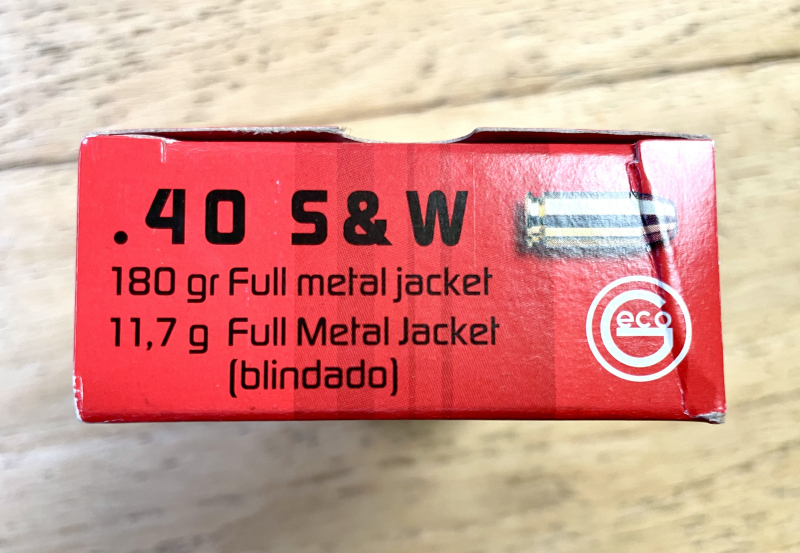 .40 S&W
180 gr Full metal jacket
11,7 g Full Metal Jacket
(blindado)
Geco